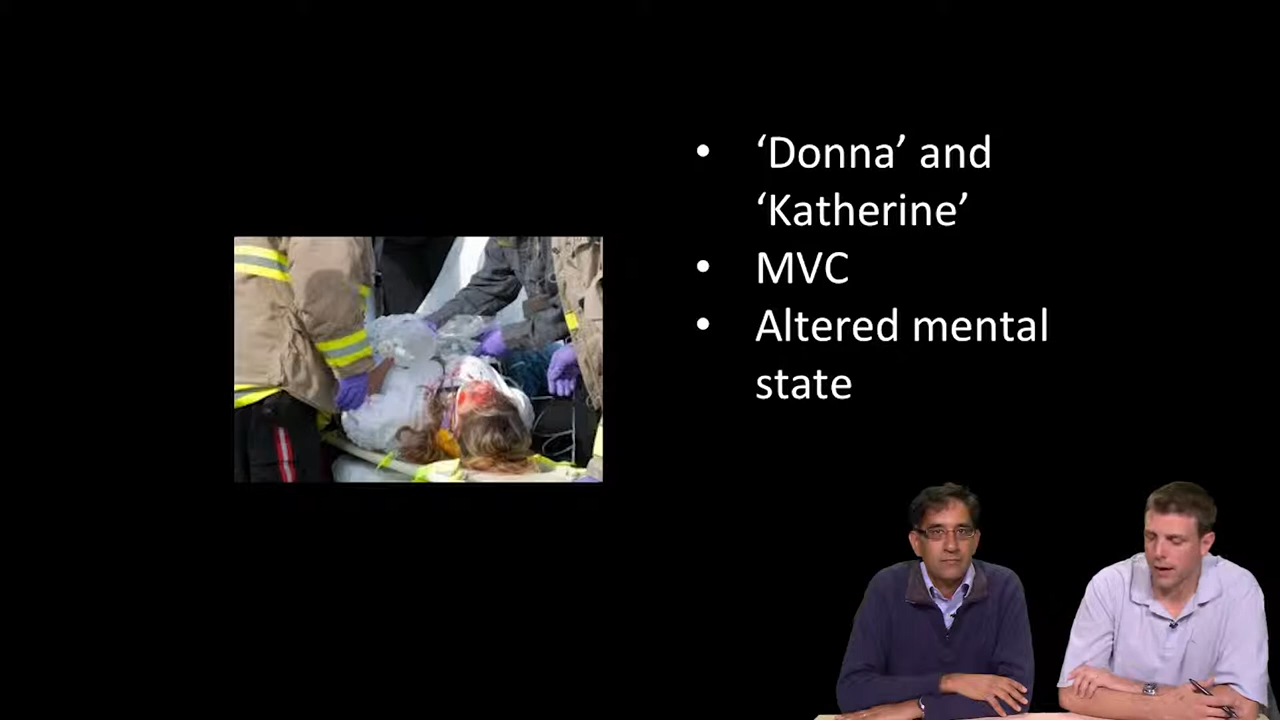 • ‘Donna’ and
‘Katherine’
• MVC
• Altered mental
state